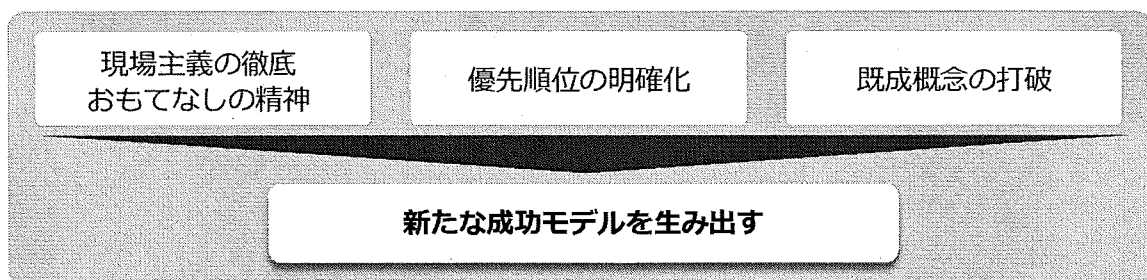 現場主義の徹底
おもてなしの精神
優先順位の明確化
既成概念の打破
新たな成功モデルを生み出す